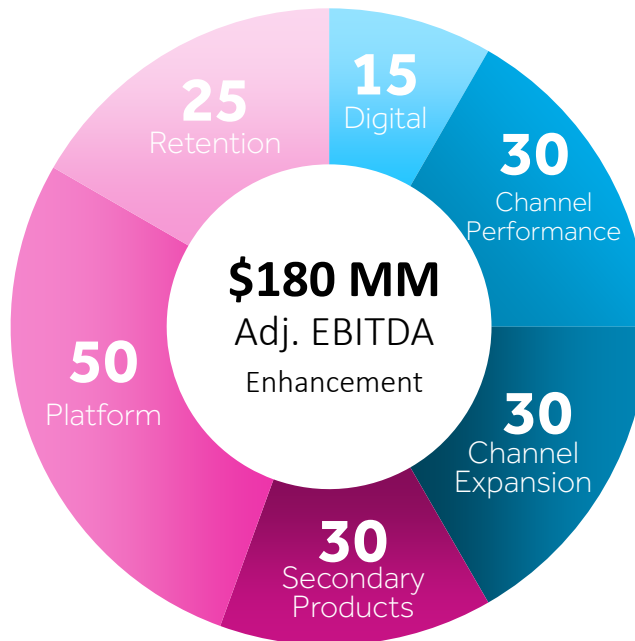 15
Digital
30
Channel
Performance
30
Channel
Expansion
30
Secondary
Products
50
Platform
25
Retention
$180 MM
Adj. EBITDA
Enhancement